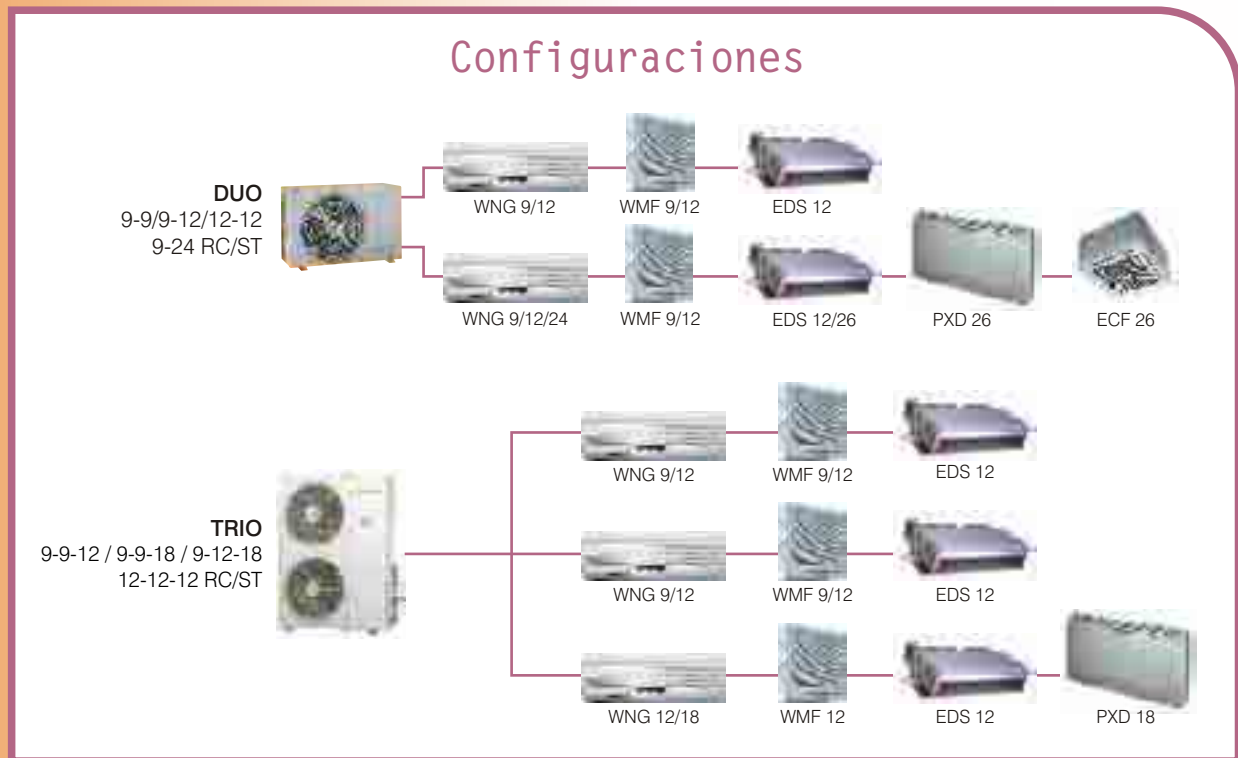 Configuraciones
DUO
9-9/9-12/12-12
9-24 RC/ST
WNG 9/12
WMF 9/12
EDS 12
WNG 9/12/24
WMF 9/12
EDS 12/26
PXD 26
ECF 26
TRIO
9-9-12 / 9-9-18 / 9-12-18
12-12-12 RC/ST
WNG 9/12
WMF 9/12
EDS 12
WNG 9/12
WMF 9/12
EDS 12
WNG 12/18
WMF 12
EDS 12
PXD 18